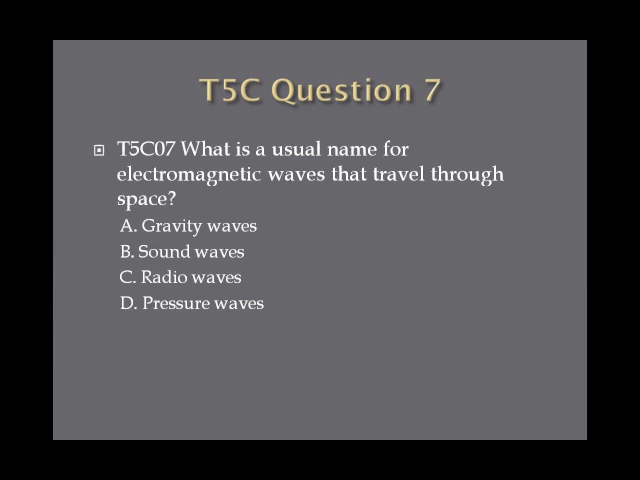 T5C Question 7
T5C07 What is a usual name for
electromagnetic waves that travel through
space?
A. Gravity waves
B. Sound waves
C. Radio waves
D. Pressure waves